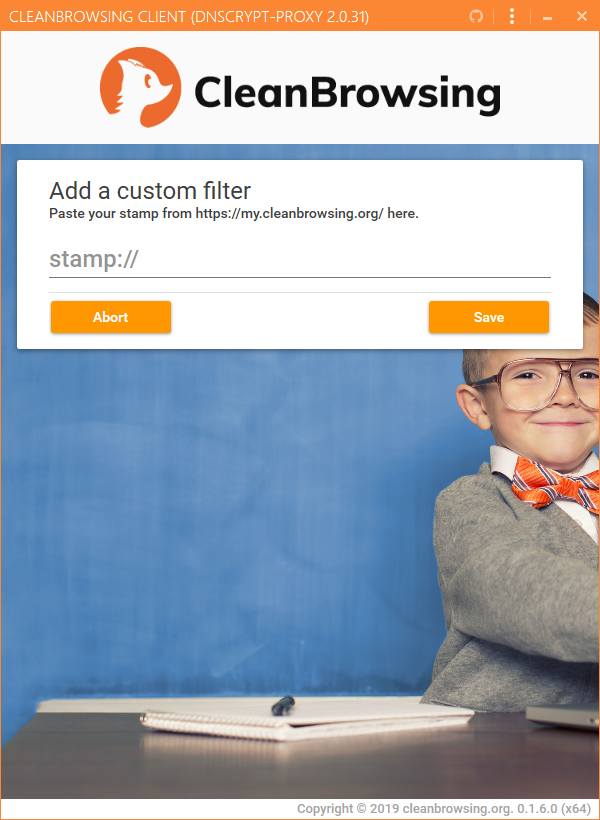 CLEANBROWSING CLIENT (DNSCRYPT-PROXY 2.0.31)
CleanBrowsing
Add a custom filter
Paste your stamp from https://my.cleanbrowsing.org/ here.
stamp://
Abort
Save
Copyright © 2019 cleanbrowsing.org. 0.1.6.0 (x64)